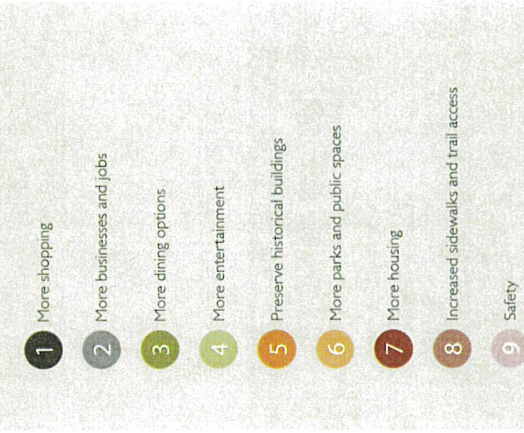 1 More shopping
2 More businesses and jobs
3 More dining options
4 More entertainment
5 Preserve historical buildings
6 More parks and public spaces
7 More housing
8 Increased sidewalks and trail access
9 Safety